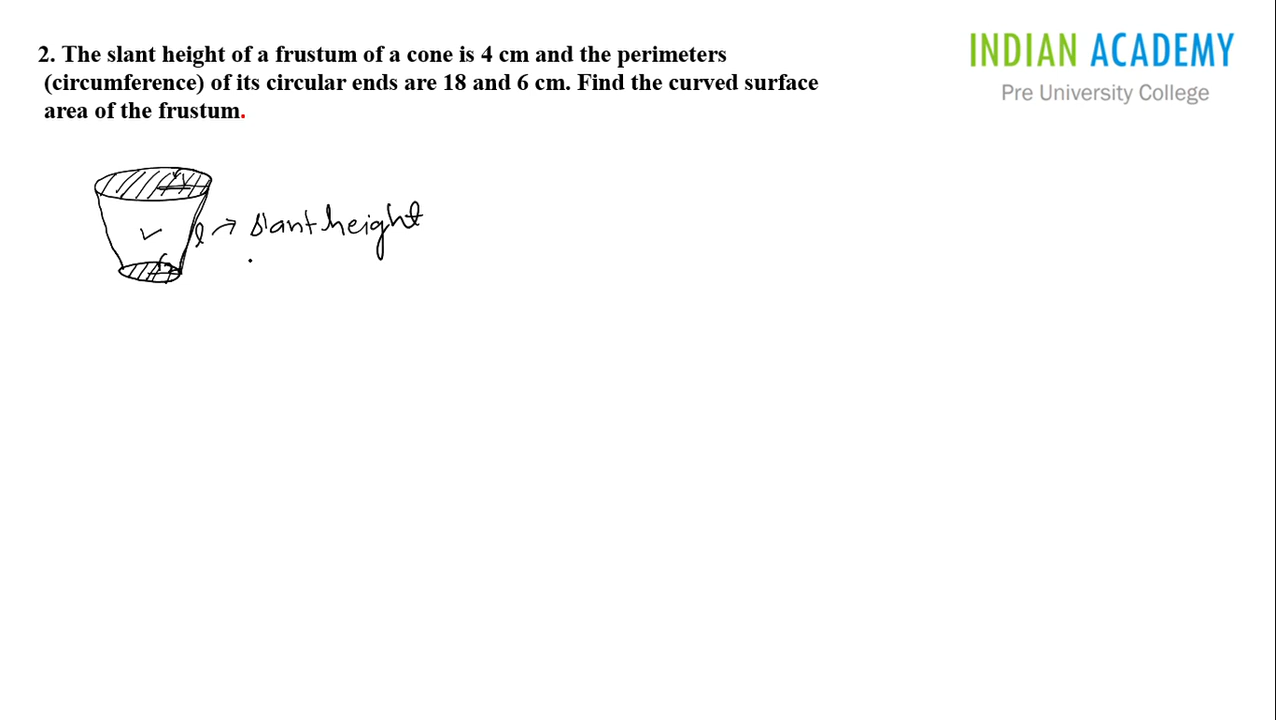 2. The slant height of a frustum of a cone is 4 cm and the perimeters
(circumference) of its circular ends are 18 and 6 cm. Find the curved surface
area of the frustum.
INDIAN ACADEMY
Pre University College
l → slant height